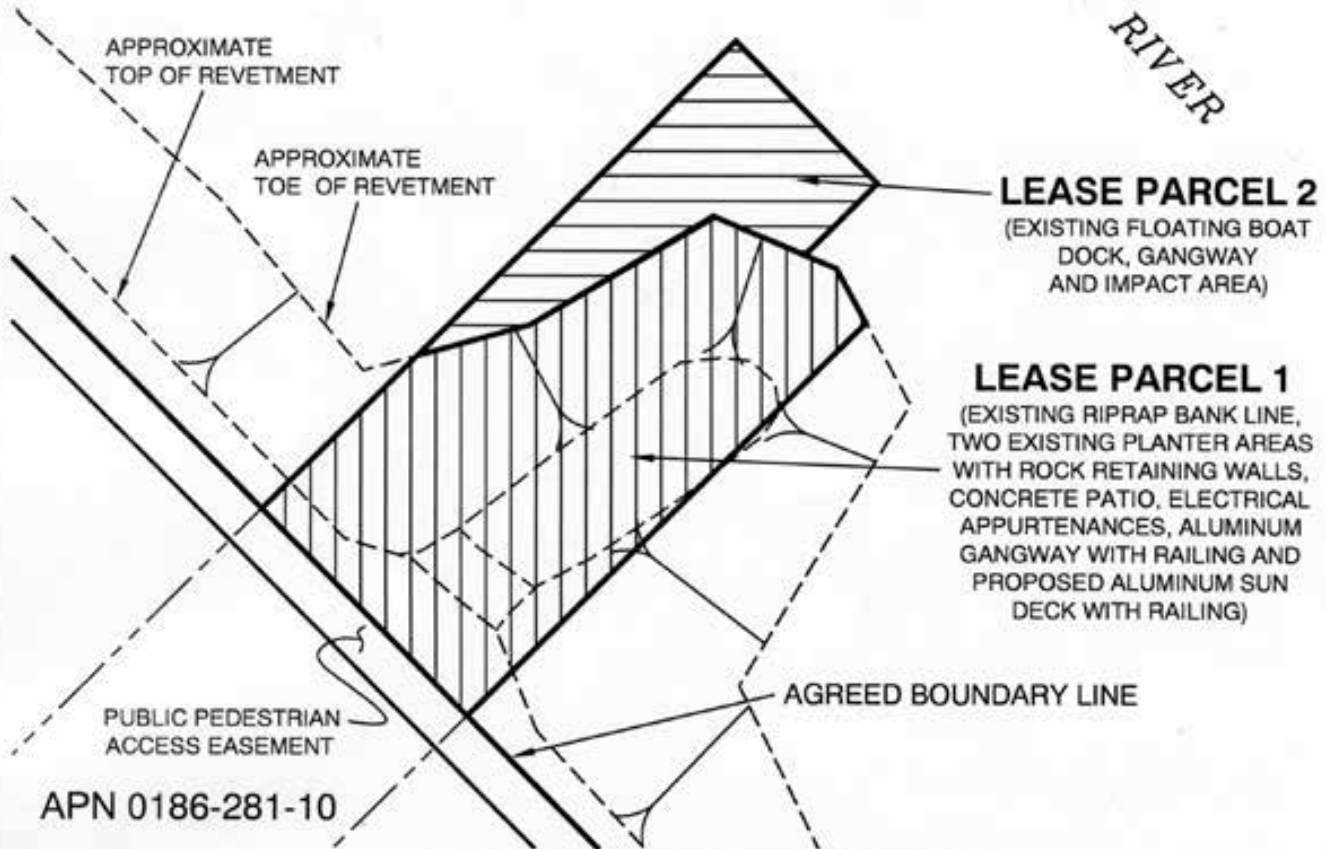 RIVER
APPROXIMATE
TOP OF REVETMENT
APPROXIMATE
TOE OF REVETMENT
LEASE PARCEL 2
(EXISTING FLOATING BOAT
DOCK, GANGWAY
AND IMPACT AREA)
LEASE PARCEL 1
(EXISTING RIPRAP BANK LINE,
TWO EXISTING PLANTER AREAS
WITH ROCK RETAINING WALLS,
CONCRETE PATIO, ELECTRICAL
APPURTENANCES, ALUMINUM
GANGWAY WITH RAILING AND
PROPOSED ALUMINUM SUN
DECK WITH RAILING)
AGREED BOUNDARY LINE
PUBLIC PEDESTRIAN
ACCESS EASEMENT
APN 0186-281-10